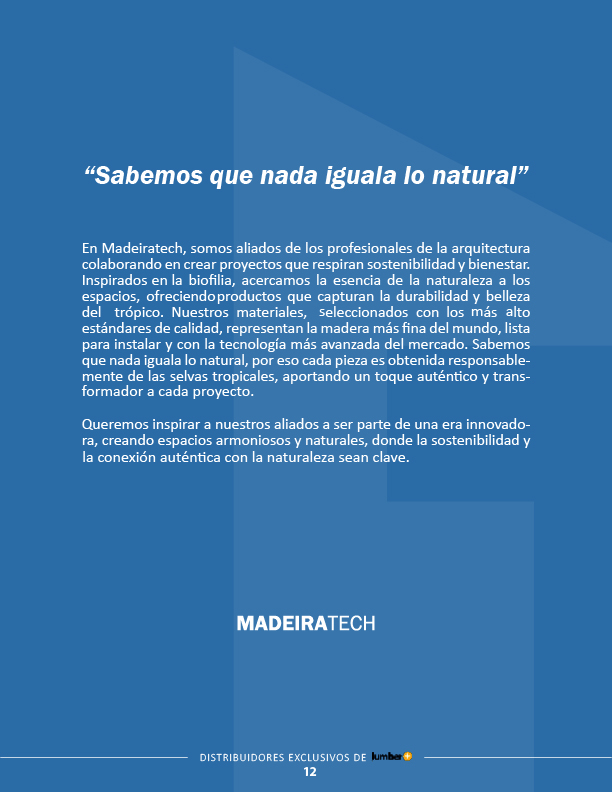 “Sabemos que nada iguala lo natural”
En Madeiratech, somos aliados de los profesionales de la arquitectura
colaborando en crear proyectos que respiran sostenibilidad y bienestar.
Inspirados en la biofilia, acercamos la esencia de la naturaleza a los
espacios, ofreciendo productos que capturan la durabilidad y belleza
del trópico. Nuestros materiales, seleccionados con los más alto
estándares de calidad, representan la madera más fina del mundo, lista
para instalar y con la tecnología más avanzada del mercado. Sabemos
que nada iguala lo natural, por eso cada pieza es obtenida responsable-
mente de las selvas tropicales, aportando un toque auténtico y trans-
formador a cada proyecto.
Queremos inspirar a nuestros aliados a ser parte de una era innovado-
ra, creando espacios armoniosos y naturales, donde la sostenibilidad y
la conexión auténtica con la naturaleza sean clave.
MADEIRATECH
DISTRIBUIDORES EXCLUSIVOS DE lumber+
12